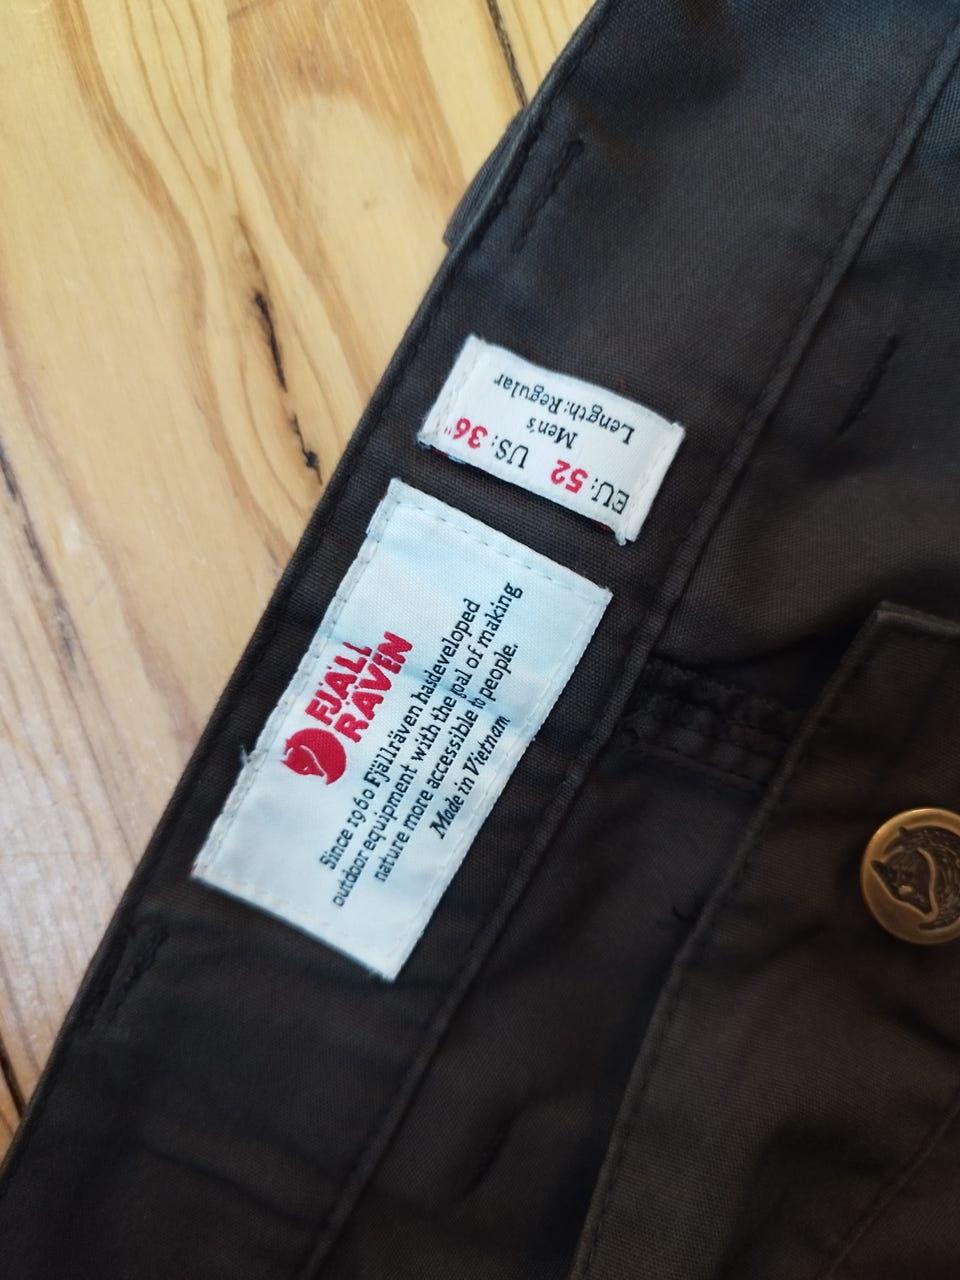 EU: 52 US: 36"
Men's
Length: Regular
FJÄLL
RÄVEN
Since 1960 Fjällräven has developed
outdoor equipment with the goal of making
nature more accessible to people.
Made in Vietnam